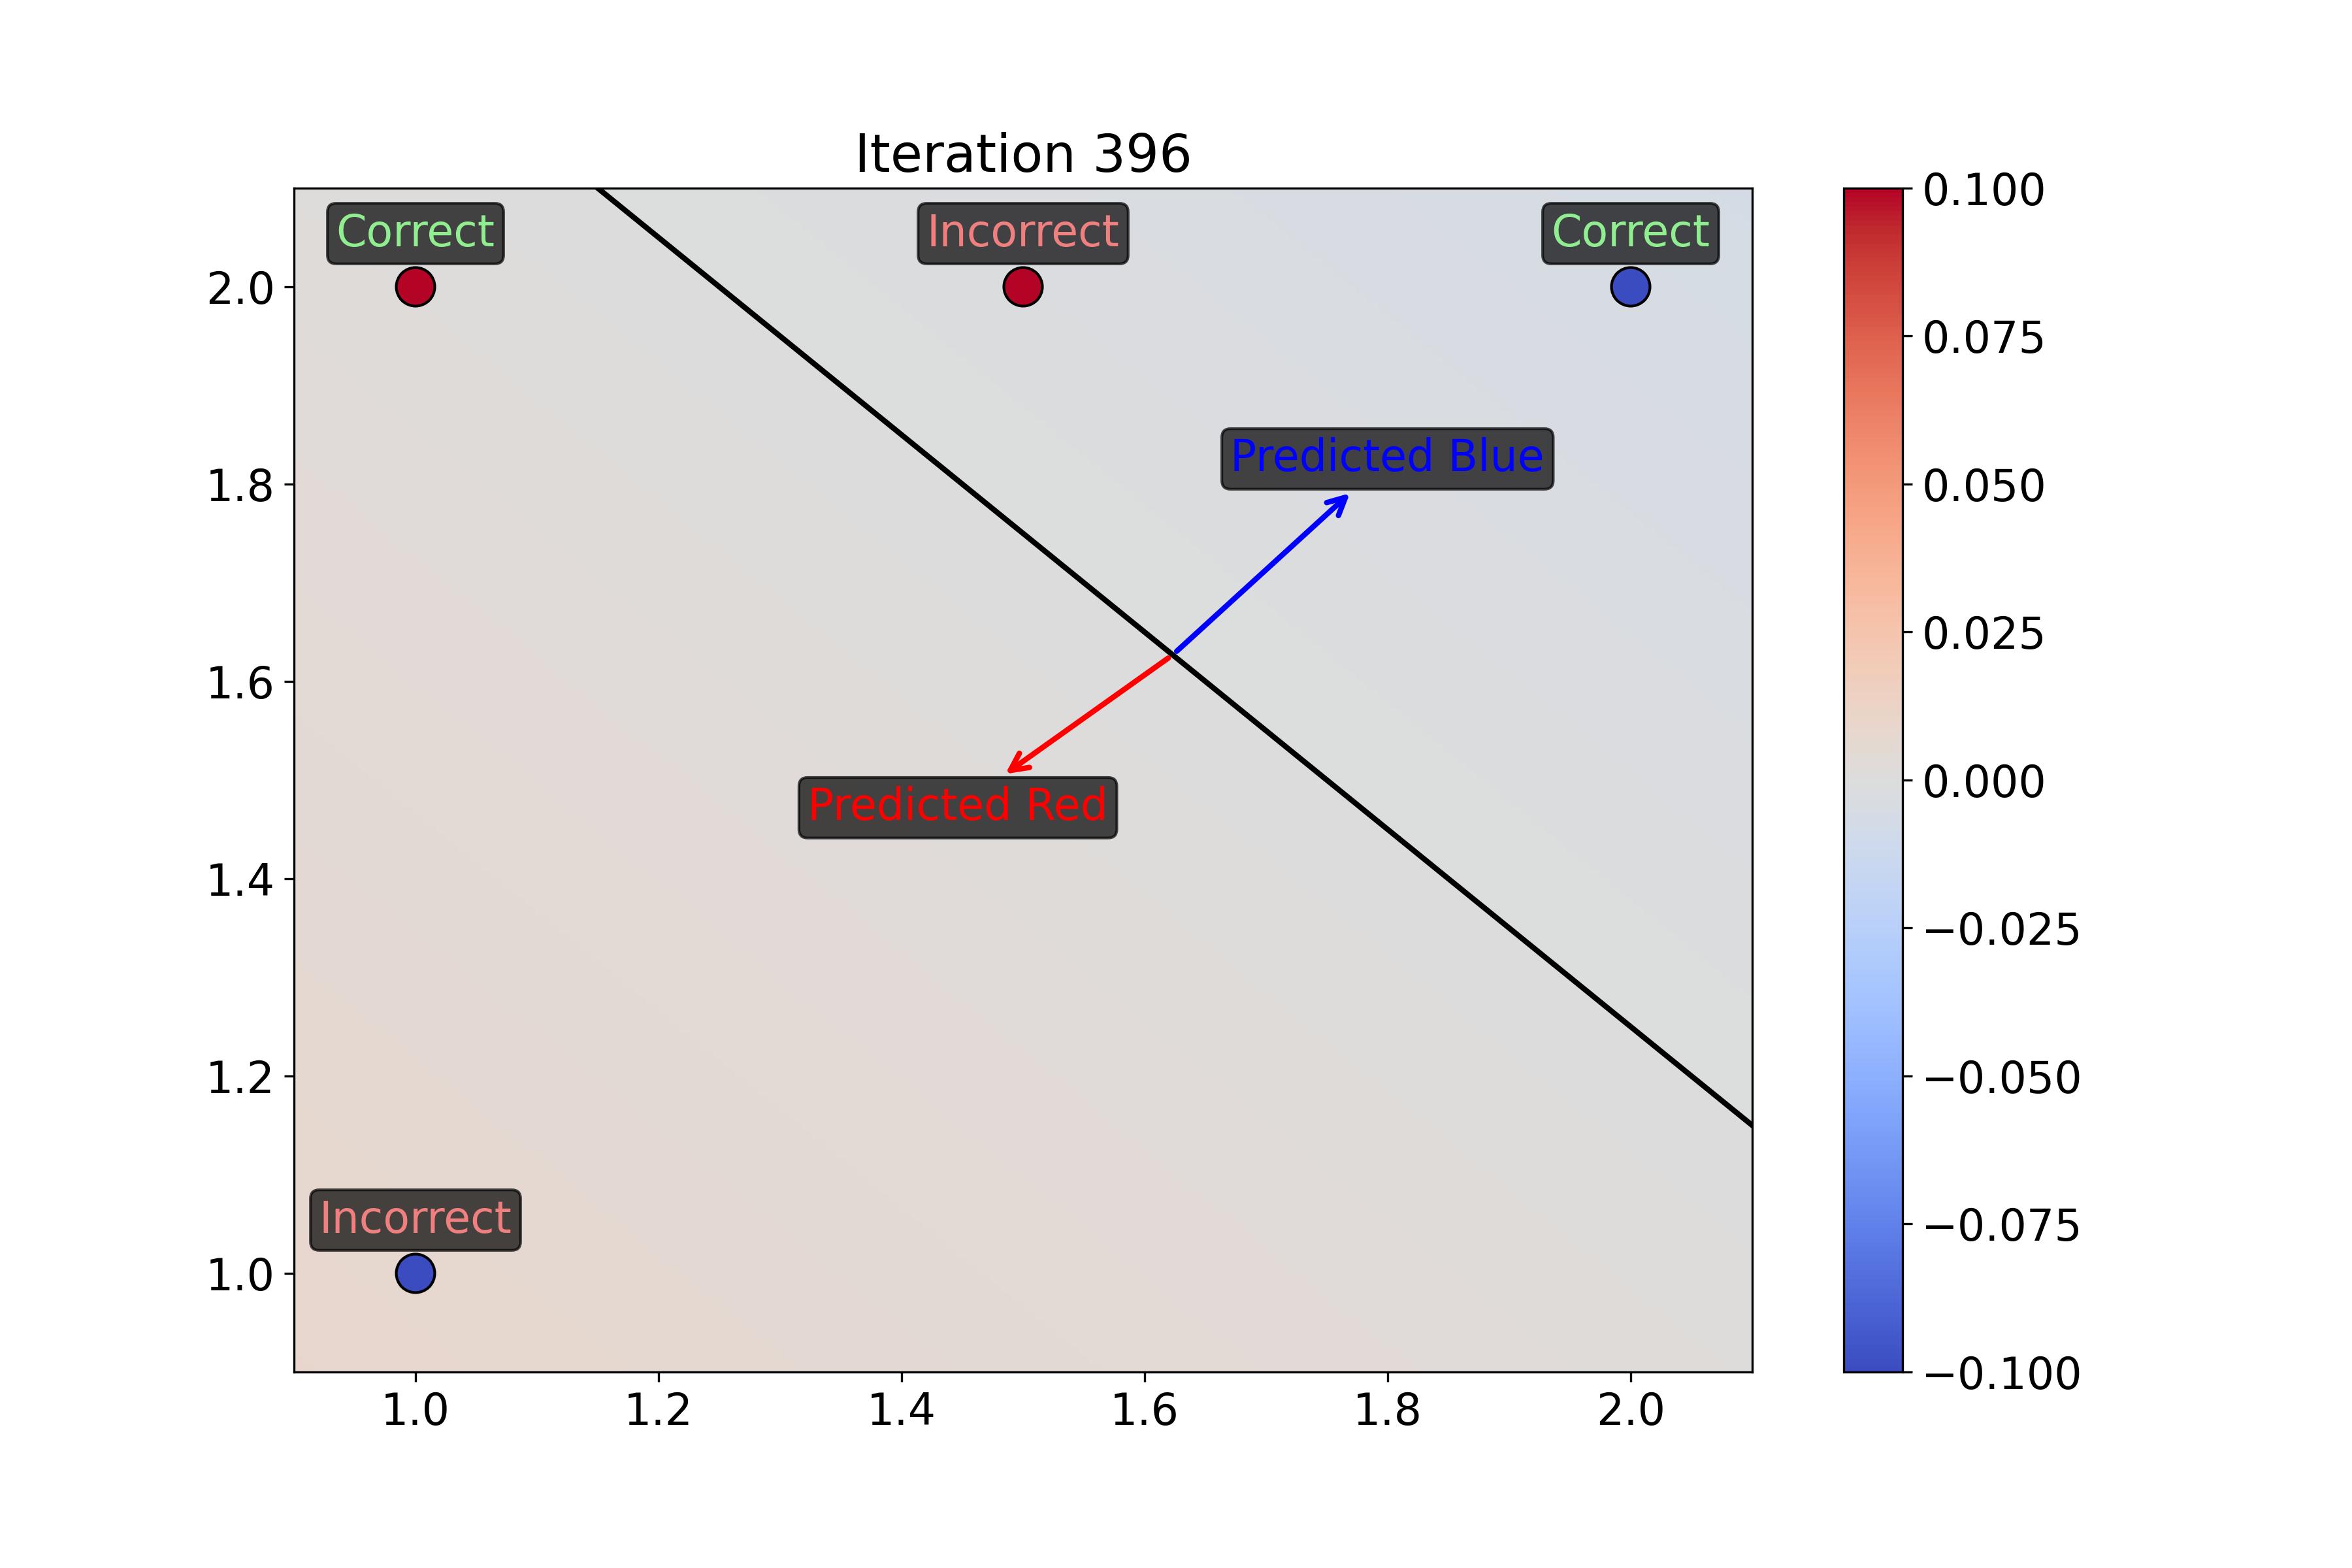 Iteration 396
Correct
Incorrect
Correct
Predicted Blue
Predicted Red
Incorrect
2.0
1.8
1.6
1.4
1.2
1.0
1.0 1.2 1.4 1.6 1.8 2.0
0.100
0.075
0.050
0.025
0.000
−0.025
−0.050
−0.075
−0.100